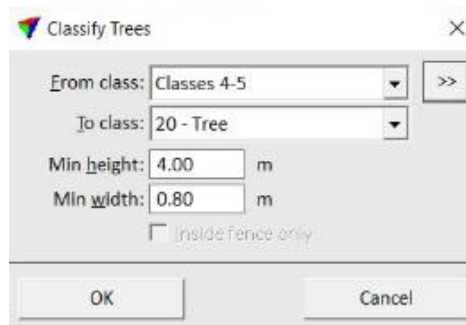 Classify Trees
From class: Classes 4-5 >>
To class: 20 - Tree
Min height: 4.00 m
Min width: 0.80 m
Inside fence only
OK Cancel